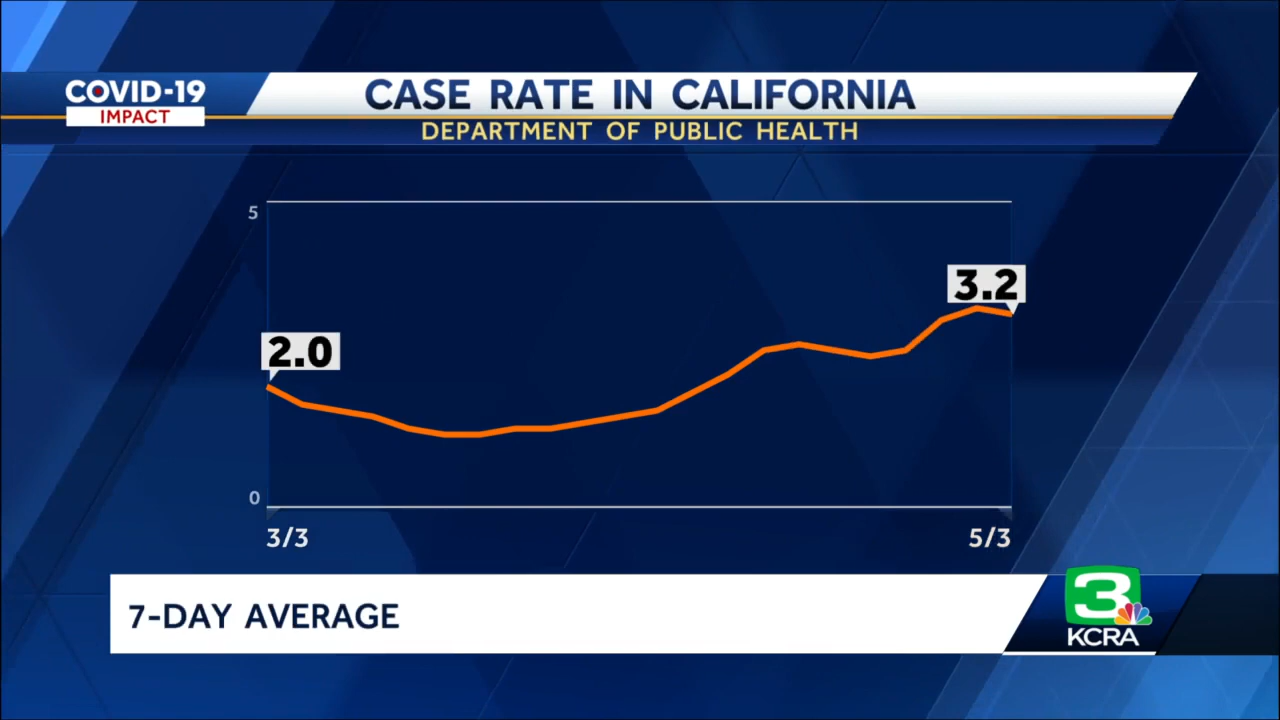 COVID-19
IMPACT
CASE RATE IN CALIFORNIA
DEPARTMENT OF PUBLIC HEALTH
5
3.2
2.0
0
3/3
5/3
7-DAY AVERAGE
3
KCRA